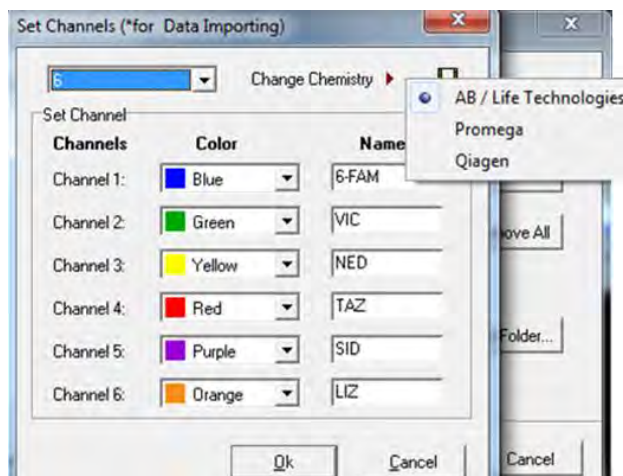 Set Channels (*for Data Importing)
6
Change Chemistry
AB / Life Technologies
Promega
Qiagen
Set Channel
Channels Color Name
Channel 1: Blue 6-FAM
Channel 2: Green VIC
Channel 3: Yellow NED
Channel 4: Red TAZ
Channel 5: Purple SID
Channel 6: Orange LIZ
ove All
Folder...
Ok Cancel Cancel